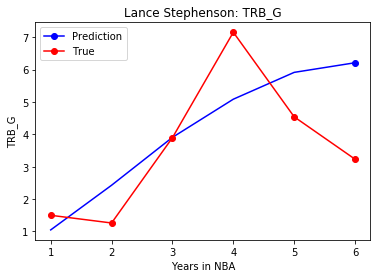 Lance Stephenson: TRB_G
Prediction
True
TRB_G
7
6
5
4
3
2
1
1 2 3 4 5 6
Years in NBA